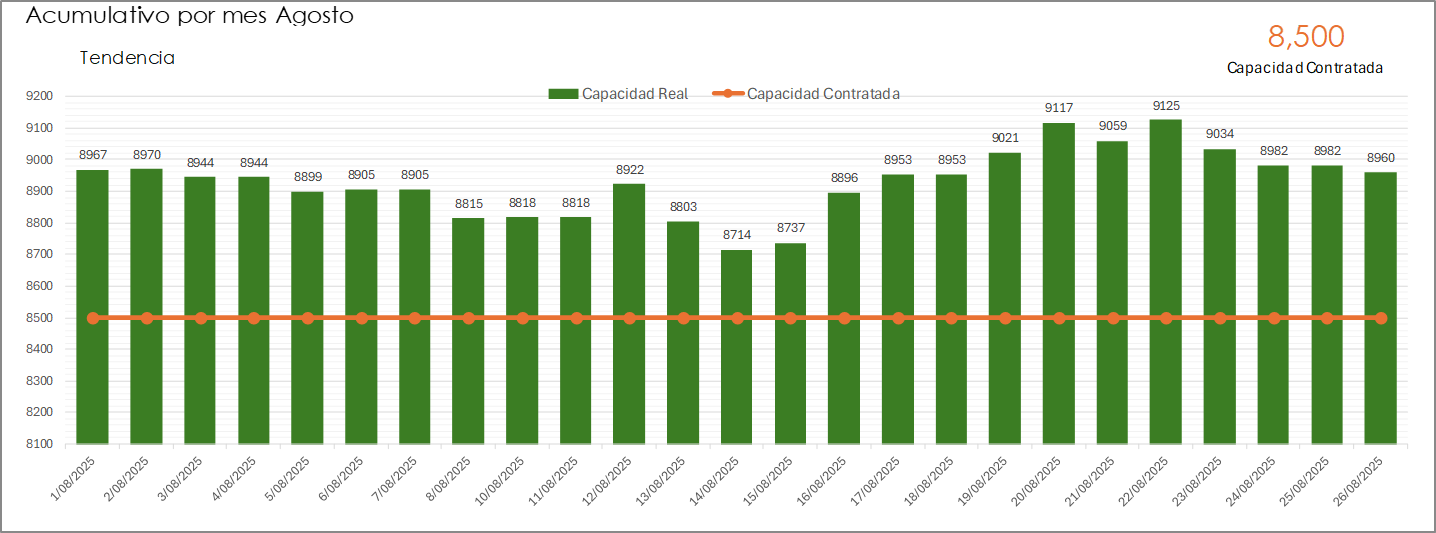 Acumulativo por mes Agosto
8,500
Capacidad Contratada
Tendencia
Capacidad Real Capacidad Contratada
9200
9100
9000
8900
8800
8700
8600
8500
8400
8300
8200
8100
8967 8970 8944 8944 8899 8905 8905 8815 8818 8818 8922 8803 8714 8737 8896 8953 8953 9021 9117 9059 9125 9034 8982 8982 8960
1/08/2025 2/08/2025 3/08/2025 4/08/2025 5/08/2025 6/08/2025 7/08/2025 8/08/2025 10/08/2025 11/08/2025 12/08/2025 13/08/2025 14/08/2025 15/08/2025 16/08/2025 17/08/2025 18/08/2025 19/08/2025 20/08/2025 21/08/2025 22/08/2025 23/08/2025 24/08/2025 25/08/2025 26/08/2025